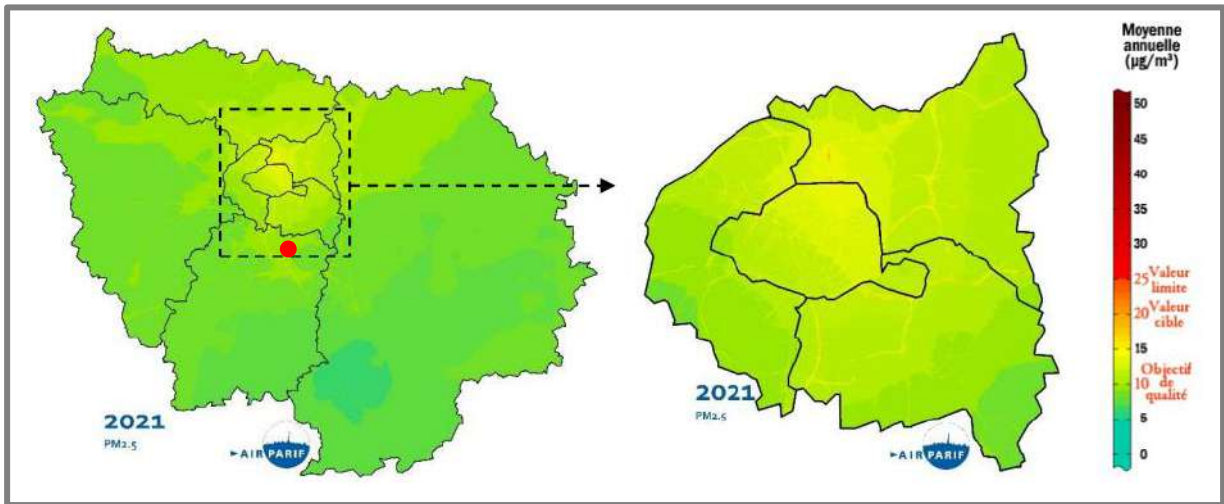 2021
PM2.5
AIR PARIF
2021
PM2.5
AIR PARIF
Moyenne
annuelle
(µg/m³)
50
45
40
35
30
25 Valeur
limite
20 Valeur
cible
15
Objectif
10 de
qualité
5
0